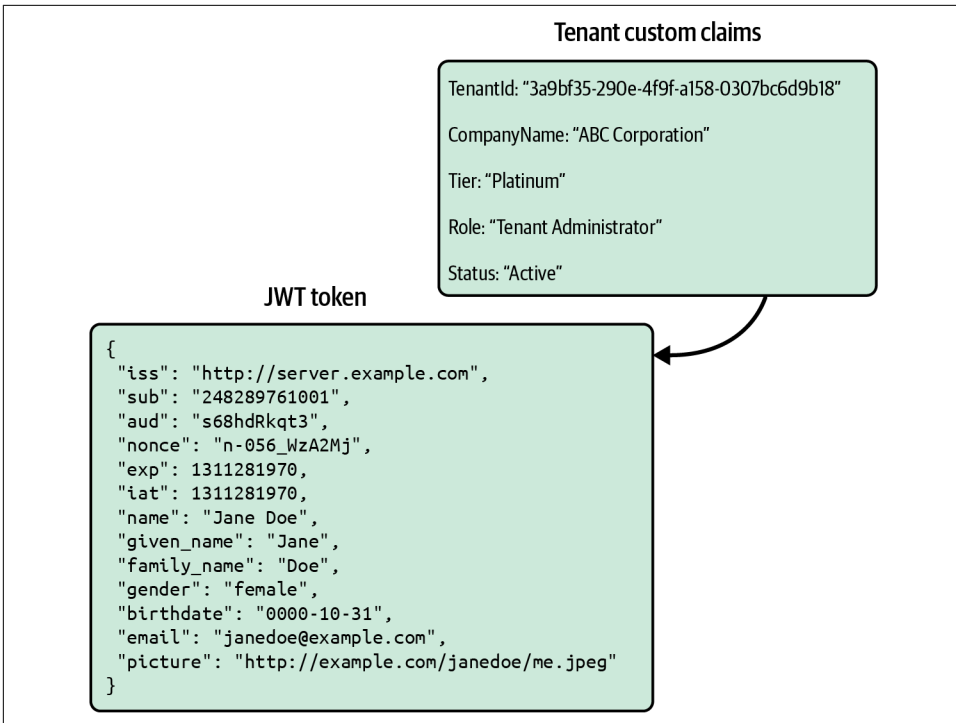 Tenant custom claims
TenantId: “3a9bf35-290e-4f9f-a158-0307bc6d9b18”
CompanyName: “ABC Corporation”
Tier: “Platinum”
Role: “Tenant Administrator”
Status: “Active”
JWT token
{
"iss": "http://server.example.com",
"sub": "248289761001",
"aud": "s68hdRkqt3",
"nonce": "n-056_WzA2Mj",
"exp": 1311281970,
"iat": 1311281970,
"name": "Jane Doe",
"given_name": "Jane",
"family_name": "Doe",
"gender": "female",
"birthdate": "0000-10-31",
"email": "janedoe@example.com",
"picture": "http://example.com/janedoe/me.jpeg"
}